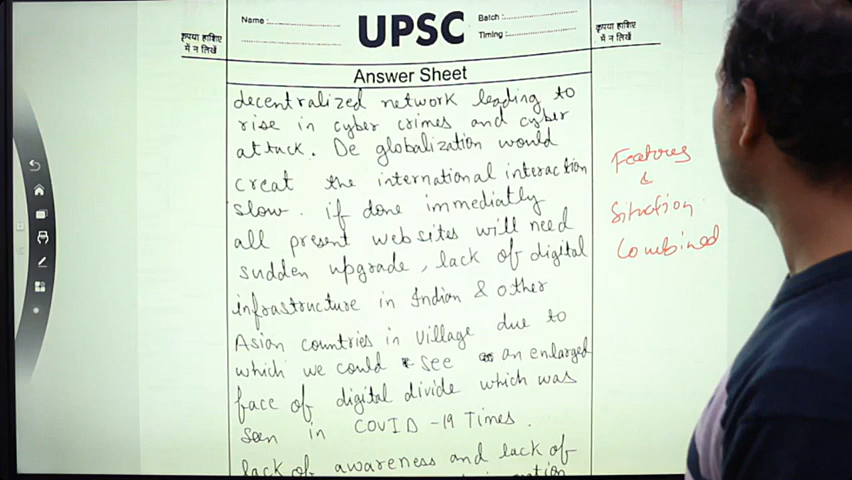 कृपया हाशिए
में न लिखें
Name :
UPSC
Batch :
Timing :
कृपया हाशिए
में न लिखें
Answer Sheet
decentralized network leading to
rise in cyber crimes and cyber
attack. De globalization would
creat the international interaction
slow. if done immediatly
all present websites will need
sudden upgrade, lack of digital
infrastructure in Indian & other
Asian countries in village due to
which we could see an enlarged
face of digital divide which was
seen in COVID-19 Times.
lack of awareness and lack of
Features
&
Situation
Combined